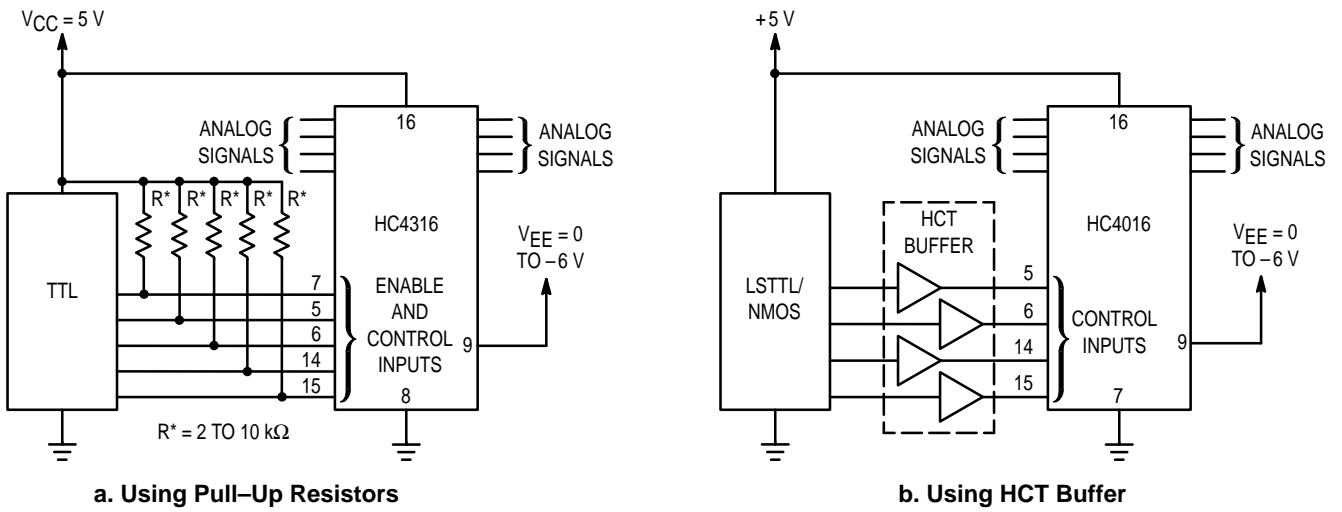 VCC = 5 V
ANALOG
SIGNALS
16
ANALOG
SIGNALS
R* R* R* R* R*
HC4316
VEE = 0
TO –6 V
TTL
7
5
6
14
15
ENABLE
AND
CONTROL
INPUTS
9
8
R* = 2 TO 10 kΩ
a. Using Pull–Up Resistors
+5 V
ANALOG
SIGNALS
16
ANALOG
SIGNALS
HCT
BUFFER
HC4016
VEE = 0
TO –6 V
LSTTL/
NMOS
5
6
14
15
CONTROL
INPUTS
9
7
b. Using HCT Buffer